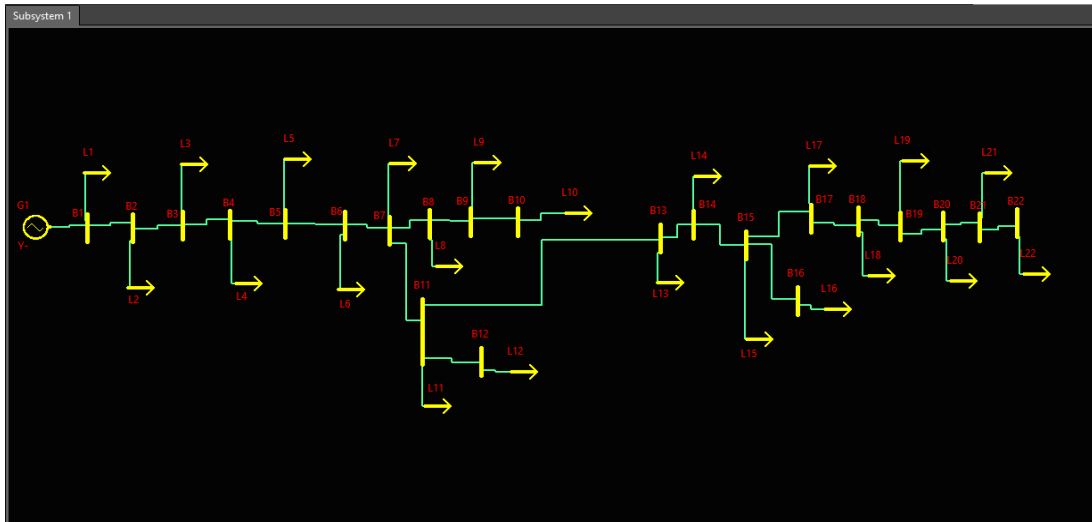 Subsystem 1
L1
L3
L5
L7
L9
L14
L17
L19
L21
G1
B1
B2
B3
B4
B5
B6
B7
B8
B9
B10
L10
B13
B14
B15
B17
B18
B19
B20
B21
B22
Y~
L2
L4
L6
L8
B11
L13
B16
L16
L18
L20
L22
B12
L12
L15
L11